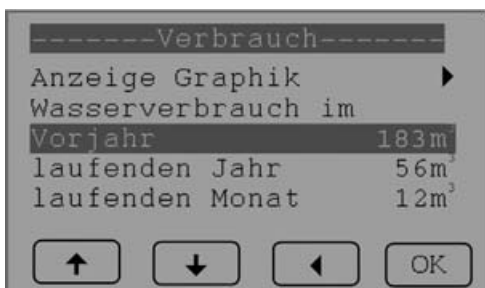 -------Verbrauch-------
Anzeige Graphik
Wasserverbrauch im
Vorjahr 183m³
laufenden Jahr 56m³
laufenden Monat 12m³
OK